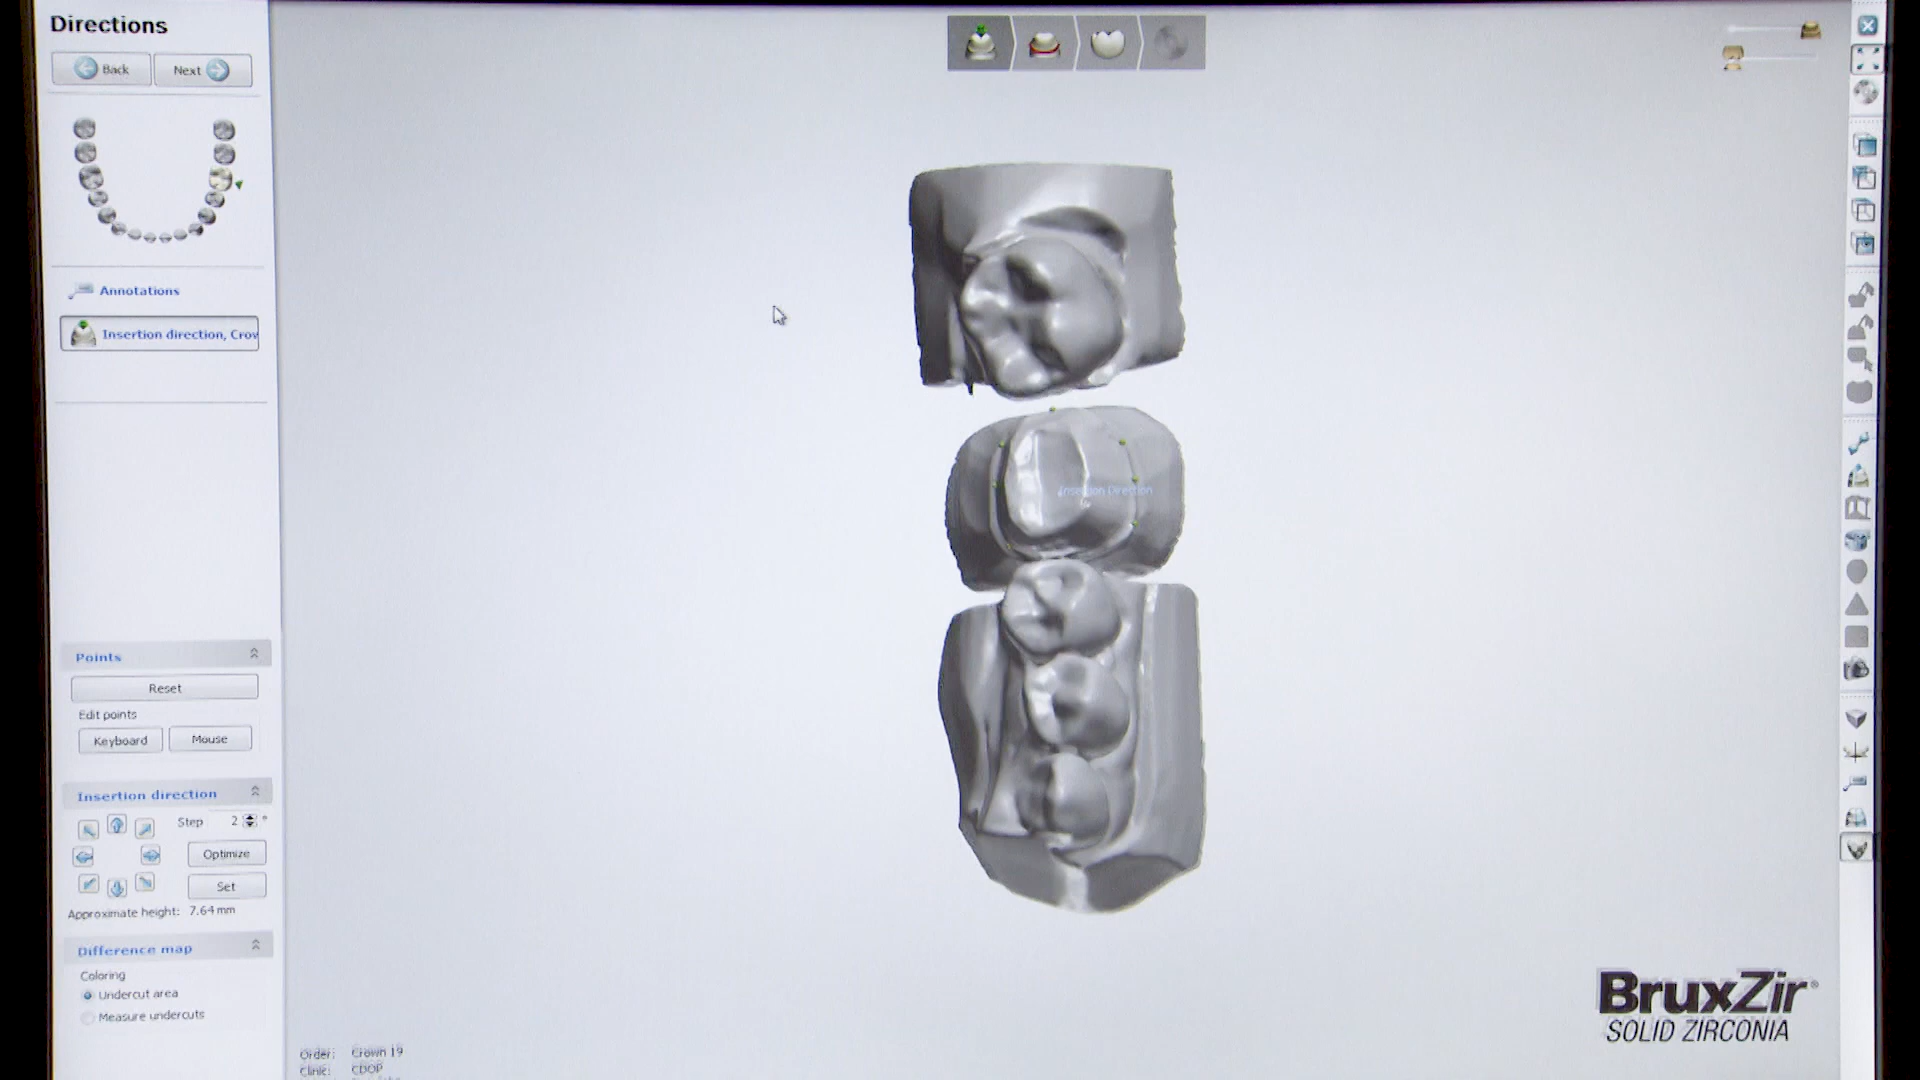 Directions
Back
Next
Annotations
Insertion direction, Crow
Points
Reset
Edit points
Keyboard
Mouse
Insertion direction
Step 2 °
Optimize
Set
Approximate height: 7.64 mm
Difference map
Coloring
Undercut area
Measure undercuts
Insertion Direction
Order: Crown 19
Clinic: CDOP
BruxZir®
SOLID ZIRCONIA